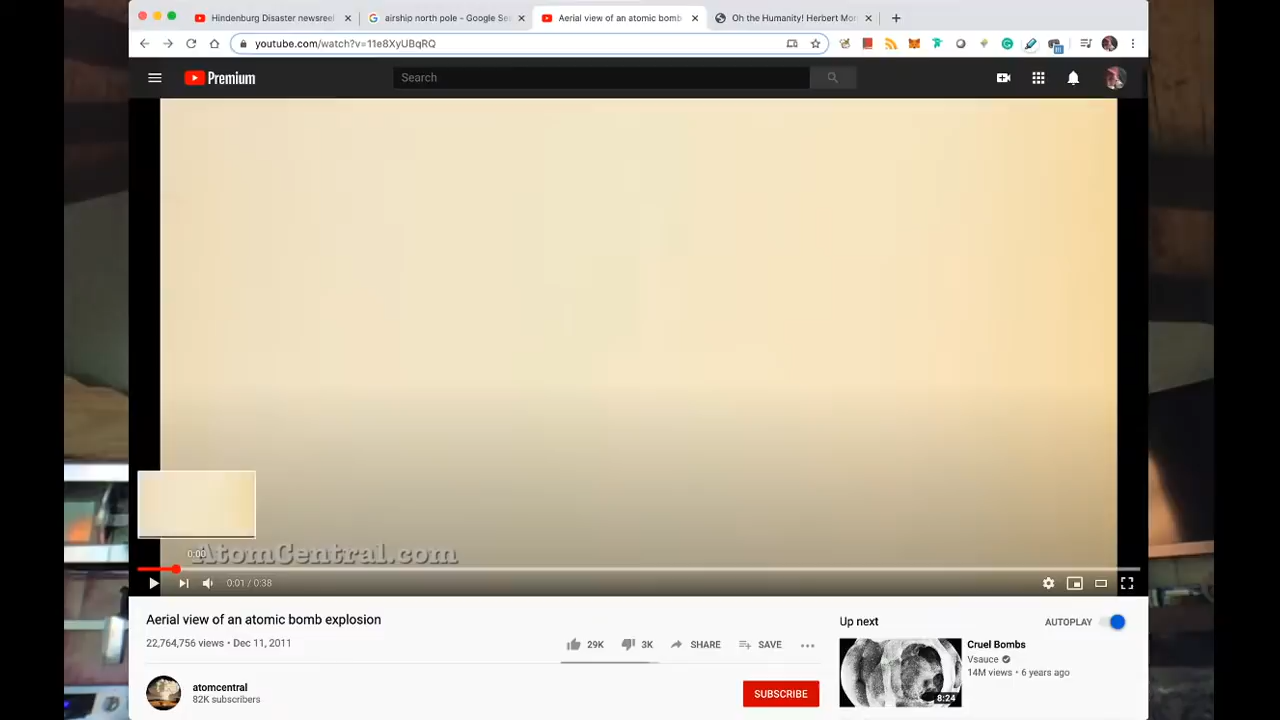 Hindenburg Disaster newsreel
airship north pole - Google Sea
Aerial view of an atomic bomb
Oh the Humanity! Herbert Mor
youtube.com/watch?v=11e8XyUBqRQ
Premium
Search
AtomCentral.com
0:00
0:01 / 0:38
Aerial view of an atomic bomb explosion
22,764,756 views • Dec 11, 2011
29K
3K
SHARE
SAVE
atomcentral
82K subscribers
SUBSCRIBE
Up next
AUTOPLAY
Cruel Bombs
Vsauce
14M views • 6 years ago
8:24